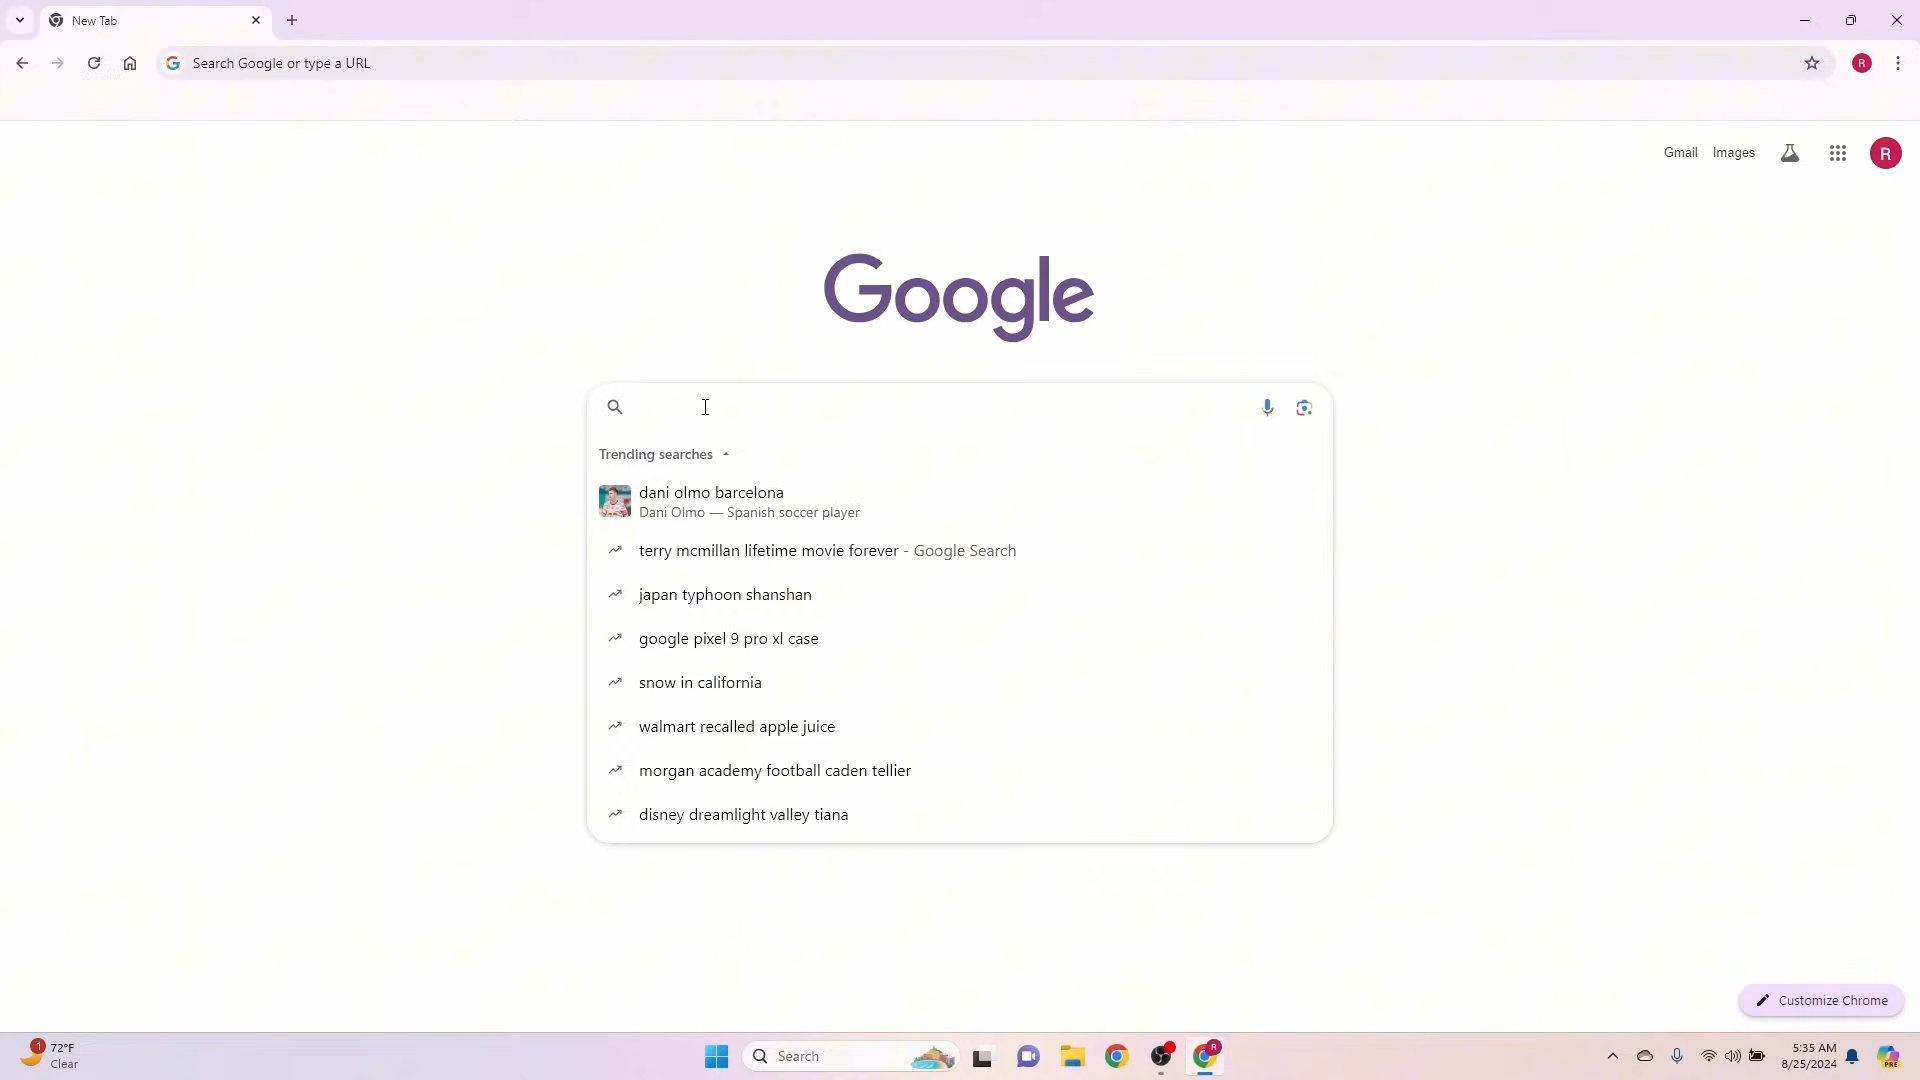 New Tab
Search Google or type a URL
R
Gmail
Images
R
Google
Trending searches
dani olmo barcelona
Dani Olmo — Spanish soccer player
terry mcmillan lifetime movie forever - Google Search
japan typhoon shanshan
google pixel 9 pro xl case
snow in california
walmart recalled apple juice
morgan academy football caden tellier
disney dreamlight valley tiana
Customize Chrome
1
72°F
Clear
Search
R
5:35 AM
8/25/2024
PRE